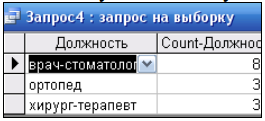 Запрос4 : запрос на выборку
Должность Count-Должнос
врач-стоматолог 8
ортопед 3
хирург-терапевт 3